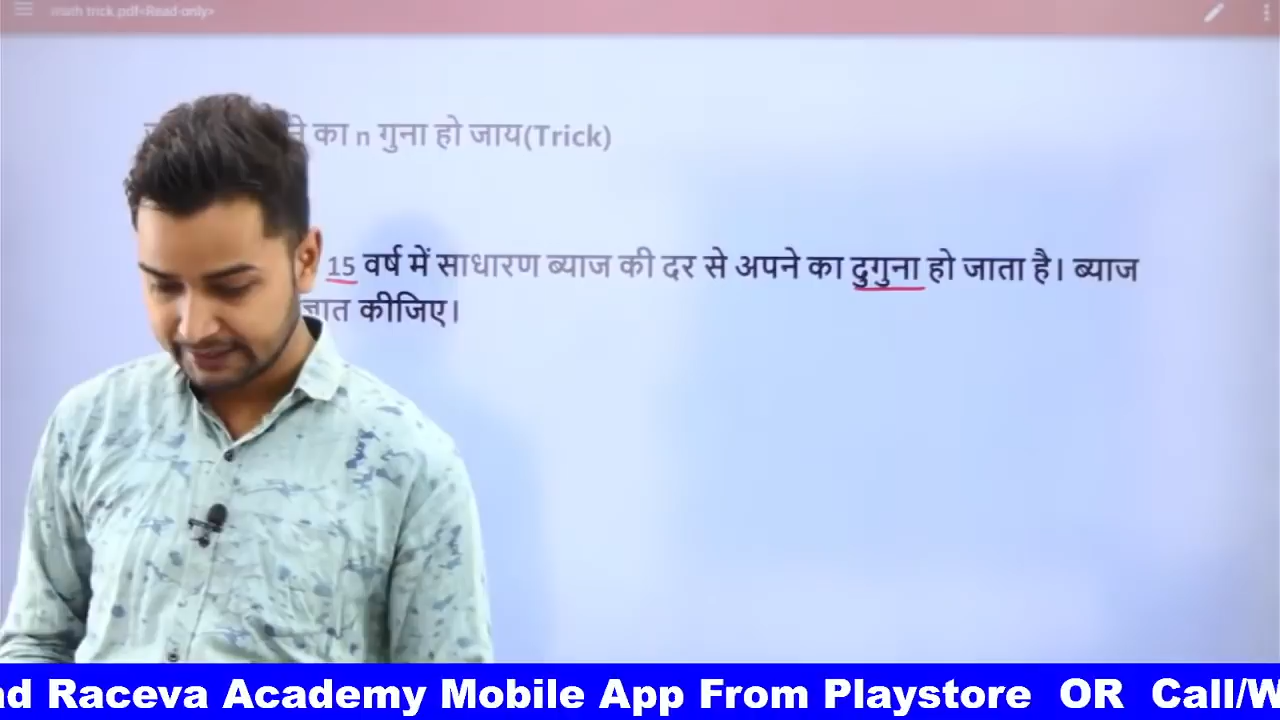 math trick.pdf<Read-only>
का n गुना हो जाय(Trick)
15 वर्ष में साधारण ब्याज की दर से अपने का दुगुना हो जाता है। ब्याज
ज्ञात कीजिए।
Raceva Academy Mobile App From Playstore OR Call/W